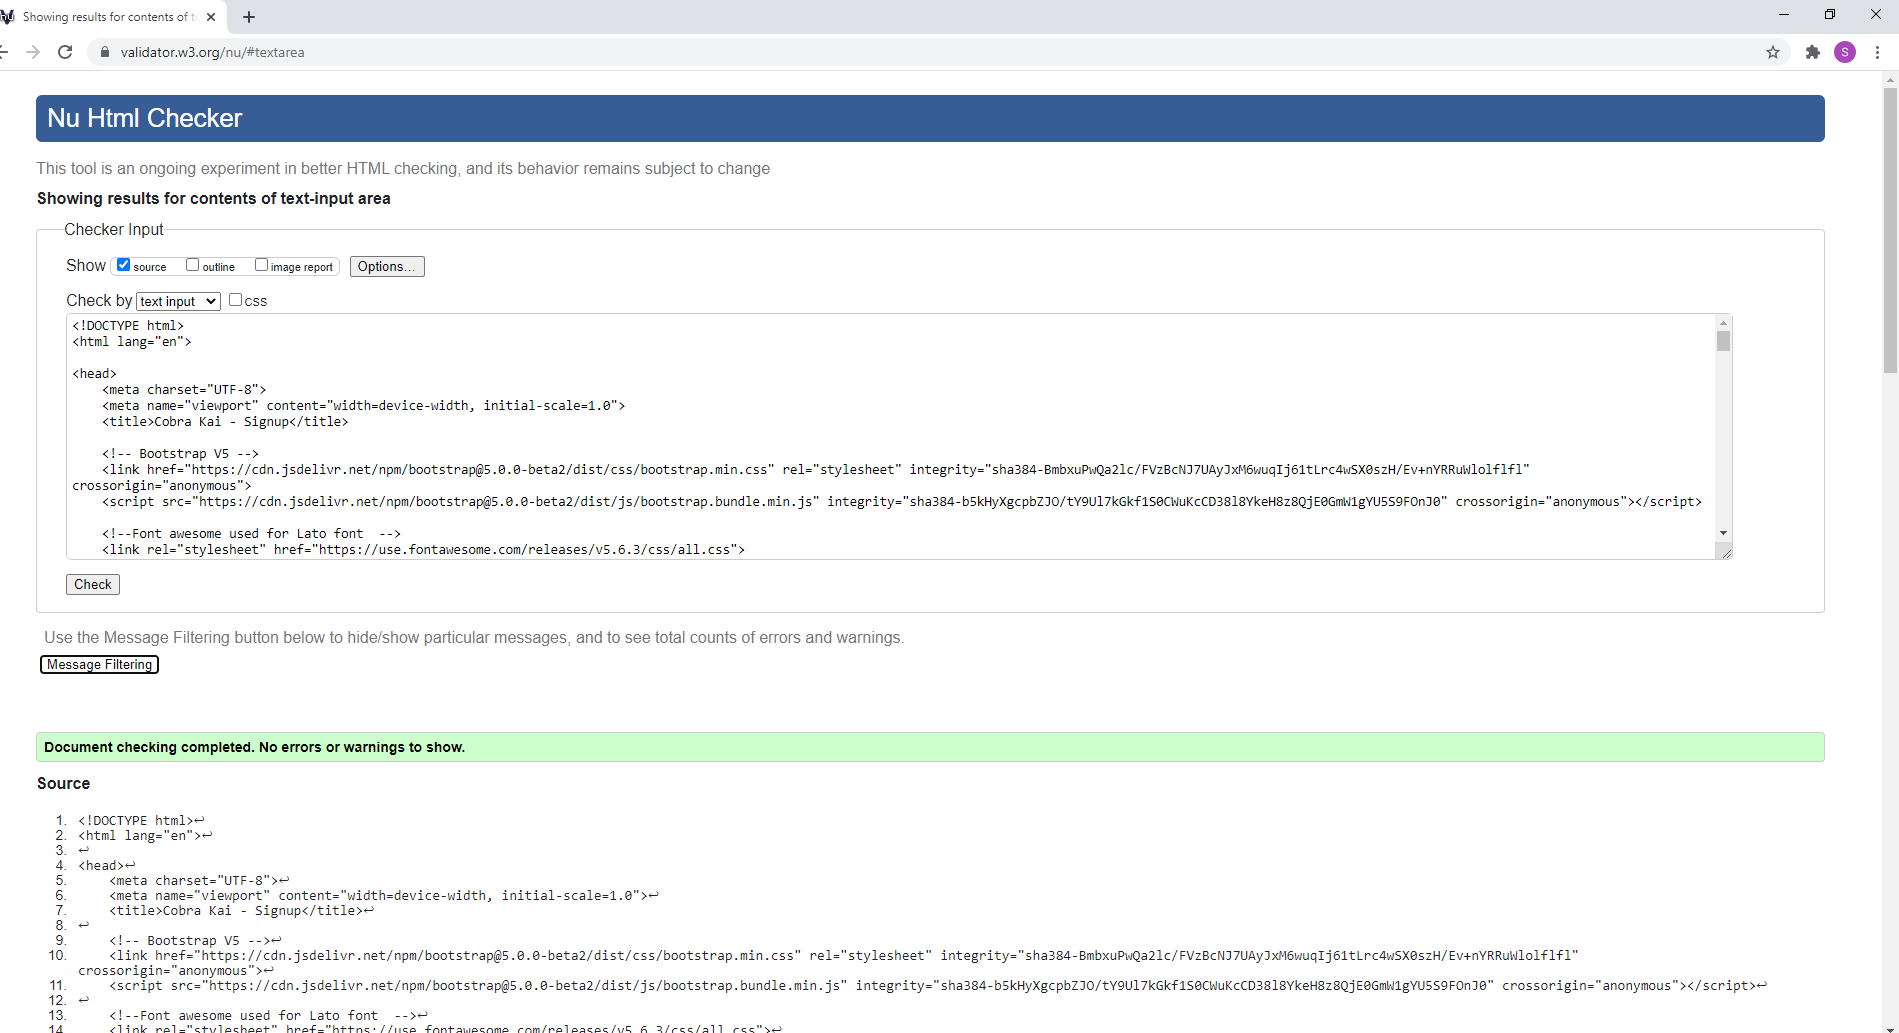 Showing results for contents of t
validator.w3.org/nu/#textarea
S
Nu Html Checker
This tool is an ongoing experiment in better HTML checking, and its behavior remains subject to change
Showing results for contents of text-input area
Checker Input
Show source outline image report Options...
Check by text input css
<!DOCTYPE html>
<html lang="en">
<head>
<meta charset="UTF-8">
<meta name="viewport" content="width=device-width, initial-scale=1.0">
<title>Cobra Kai - Signup</title>
<!-- Bootstrap V5 -->
<link href="https://cdn.jsdelivr.net/npm/bootstrap@5.0.0-beta2/dist/css/bootstrap.min.css" rel="stylesheet" integrity="sha384-BmbxuPwQa2lc/FVzBcNJ7UAyJxM6wuqIj61tLrc4wSX0szH/Ev+nYRRuWlolflfl"
crossorigin="anonymous">
<script src="https://cdn.jsdelivr.net/npm/bootstrap@5.0.0-beta2/dist/js/bootstrap.bundle.min.js" integrity="sha384-b5kHyXgcpbZJO/tY9Ul7kGkf1S0CWuKcCD38l8YkeH8z8QjE0GmW1gYU5S9FOnJ0" crossorigin="anonymous"></script>
<!--Font awesome used for Lato font  -->
<link rel="stylesheet" href="https://use.fontawesome.com/releases/v5.6.3/css/all.css">
Check
Use the Message Filtering button below to hide/show particular messages, and to see total counts of errors and warnings.
Message Filtering
Document checking completed. No errors or warnings to show.
Source
1. <!DOCTYPE html>↩
2. <html lang="en">↩
3. ↩
4. <head>↩
5. <meta charset="UTF-8">↩
6. <meta name="viewport" content="width=device-width, initial-scale=1.0">↩
7. <title>Cobra Kai - Signup</title>↩
8. ↩
9. <!-- Bootstrap V5 -->↩
10. <link href="https://cdn.jsdelivr.net/npm/bootstrap@5.0.0-beta2/dist/css/bootstrap.min.css" rel="stylesheet" integrity="sha384-BmbxuPwQa2lc/FVzBcNJ7UAyJxM6wuqIj61tLrc4wSX0szH/Ev+nYRRuWlolflfl"
crossorigin="anonymous">↩
11. <script src="https://cdn.jsdelivr.net/npm/bootstrap@5.0.0-beta2/dist/js/bootstrap.bundle.min.js" integrity="sha384-b5kHyXgcpbZJO/tY9Ul7kGkf1S0CWuKcCD38l8YkeH8z8QjE0GmW1gYU5S9FOnJ0" crossorigin="anonymous"></script>↩
12. ↩
13. <!--Font awesome used for Lato font  -->↩
14. <link rel="stylesheet" href="https://use.fontawesome.com/releases/v5.6.3/css/all.css">↩